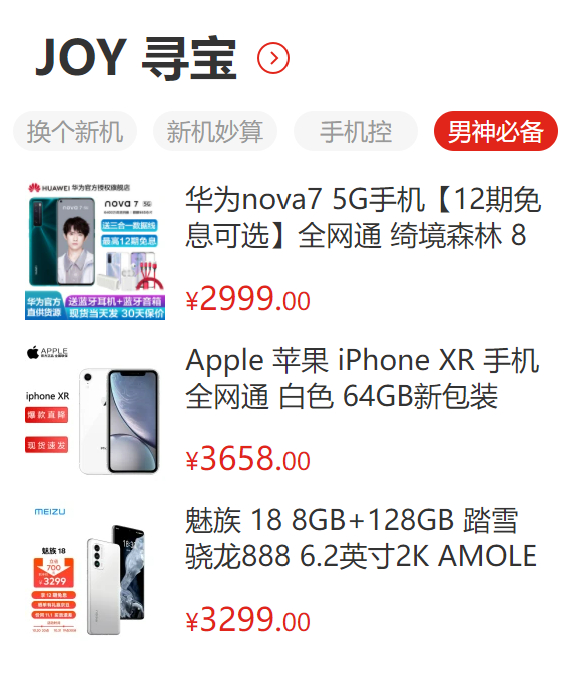 JOY 寻宝
换个新机 新机妙算 手机控 男神必备
HUAWEI 华为官方授权旗舰店
nova 7 5G
送三合一数据线
最高12期免息
华为官方
直供货源
送蓝牙耳机+蓝牙音箱
现货当天发 30天保价
华为nova7 5G手机【12期免
息可选】全网通 绮境森林 8
¥2999.00
APPLE
iphone XR
爆款直降
现货速发
Apple 苹果 iPhone XR 手机
全网通 白色 64GB新包装
¥3658.00
MEIZU
魅族 18
700
¥3299
魅族 18 8GB+128GB 踏雪
骁龙888 6.2英寸2K AMOLE
¥3299.00